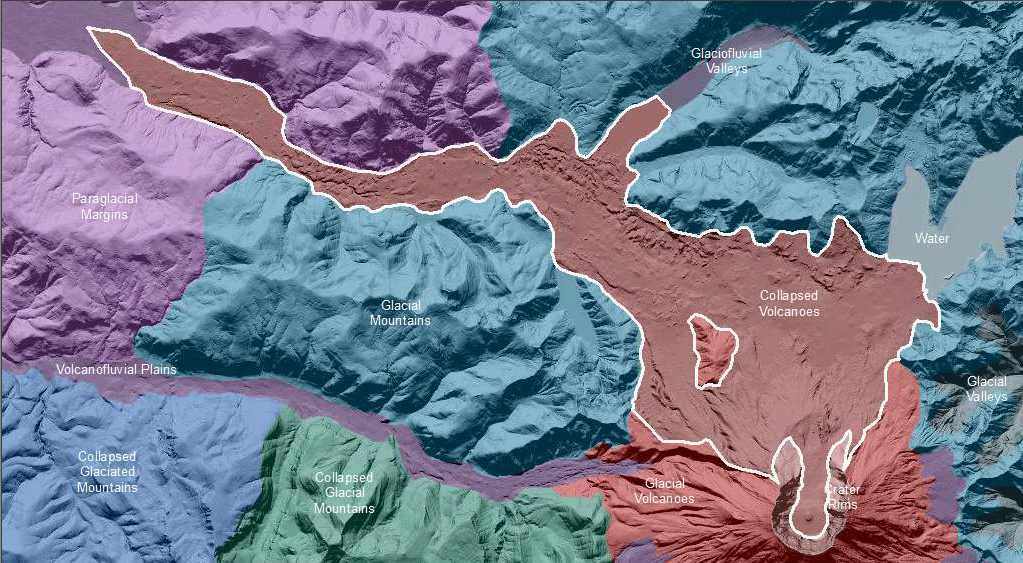 Glaciofluvial
Valleys
Paraglacial
Margins
Water
Glacial
Mountains
Collapsed
Volcanoes
Volcanofluvial Plains
Glacial
Valleys
Collapsed
Glaciated
Mountains
Collapsed
Glacial
Mountains
Glacial
Volcanoes
Crater
Rims